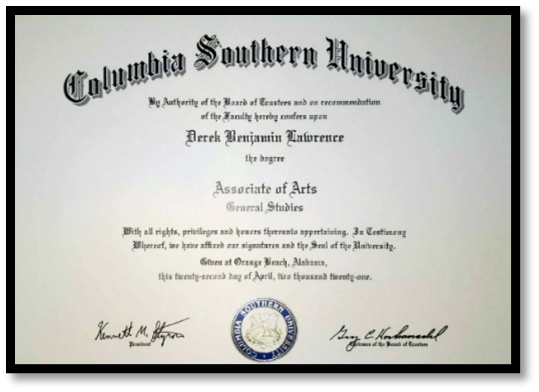 Columbia Southern University
By Authority of the Board of Trustees and on recommendation
of the Faculty hereby confers upon
Derek Benjamin Lawrence
the degree
Associate of Arts
General Studies
With all rights, privileges and honors thereunto appertaining. In Testimony
Whereof, we have affixed our signatures and the Seal of the University.
Given at Orange Beach, Alabama,
this twenty-second day of April, two thousand twenty-one.
Kenneth M. Styron
President
of the Board of Trustees
COLUMBIA SOUTHERN UNIVERSITY